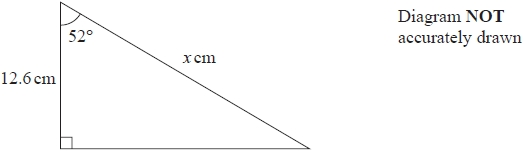 Diagram NOT
accurately drawn
52°
x cm
12.6 cm